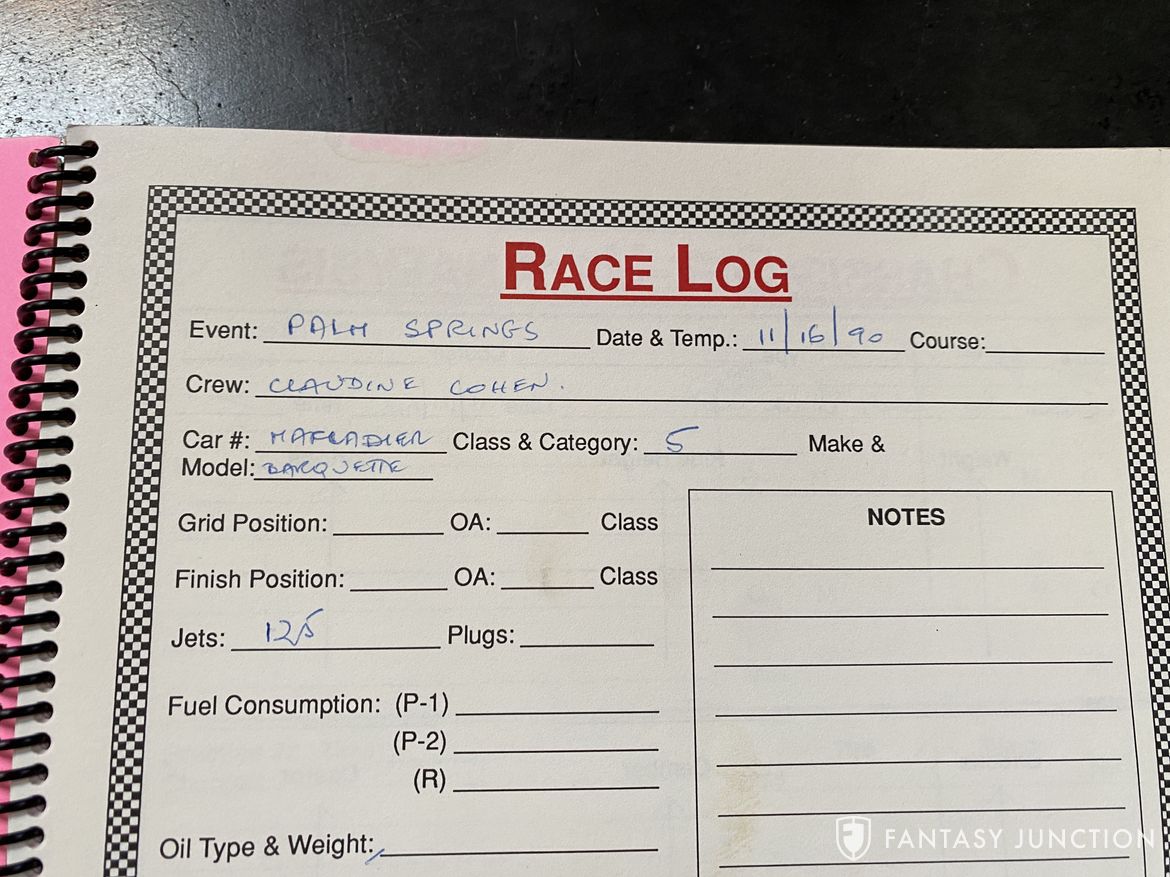 RACE LOG
Event: PALM SPRINGS Date & Temp.: 11/16/90 Course:
Crew: CLAUDINE COHEN.
Car #: Class & Category: 5 Make &
Model: BARQUETTE
Grid Position: OA: Class
NOTES
Finish Position: OA: Class
Jets: 125 Plugs:
Fuel Consumption: (P-1)
(P-2)
(R)
Oil Type & Weight:
FANTASY JUNCTION